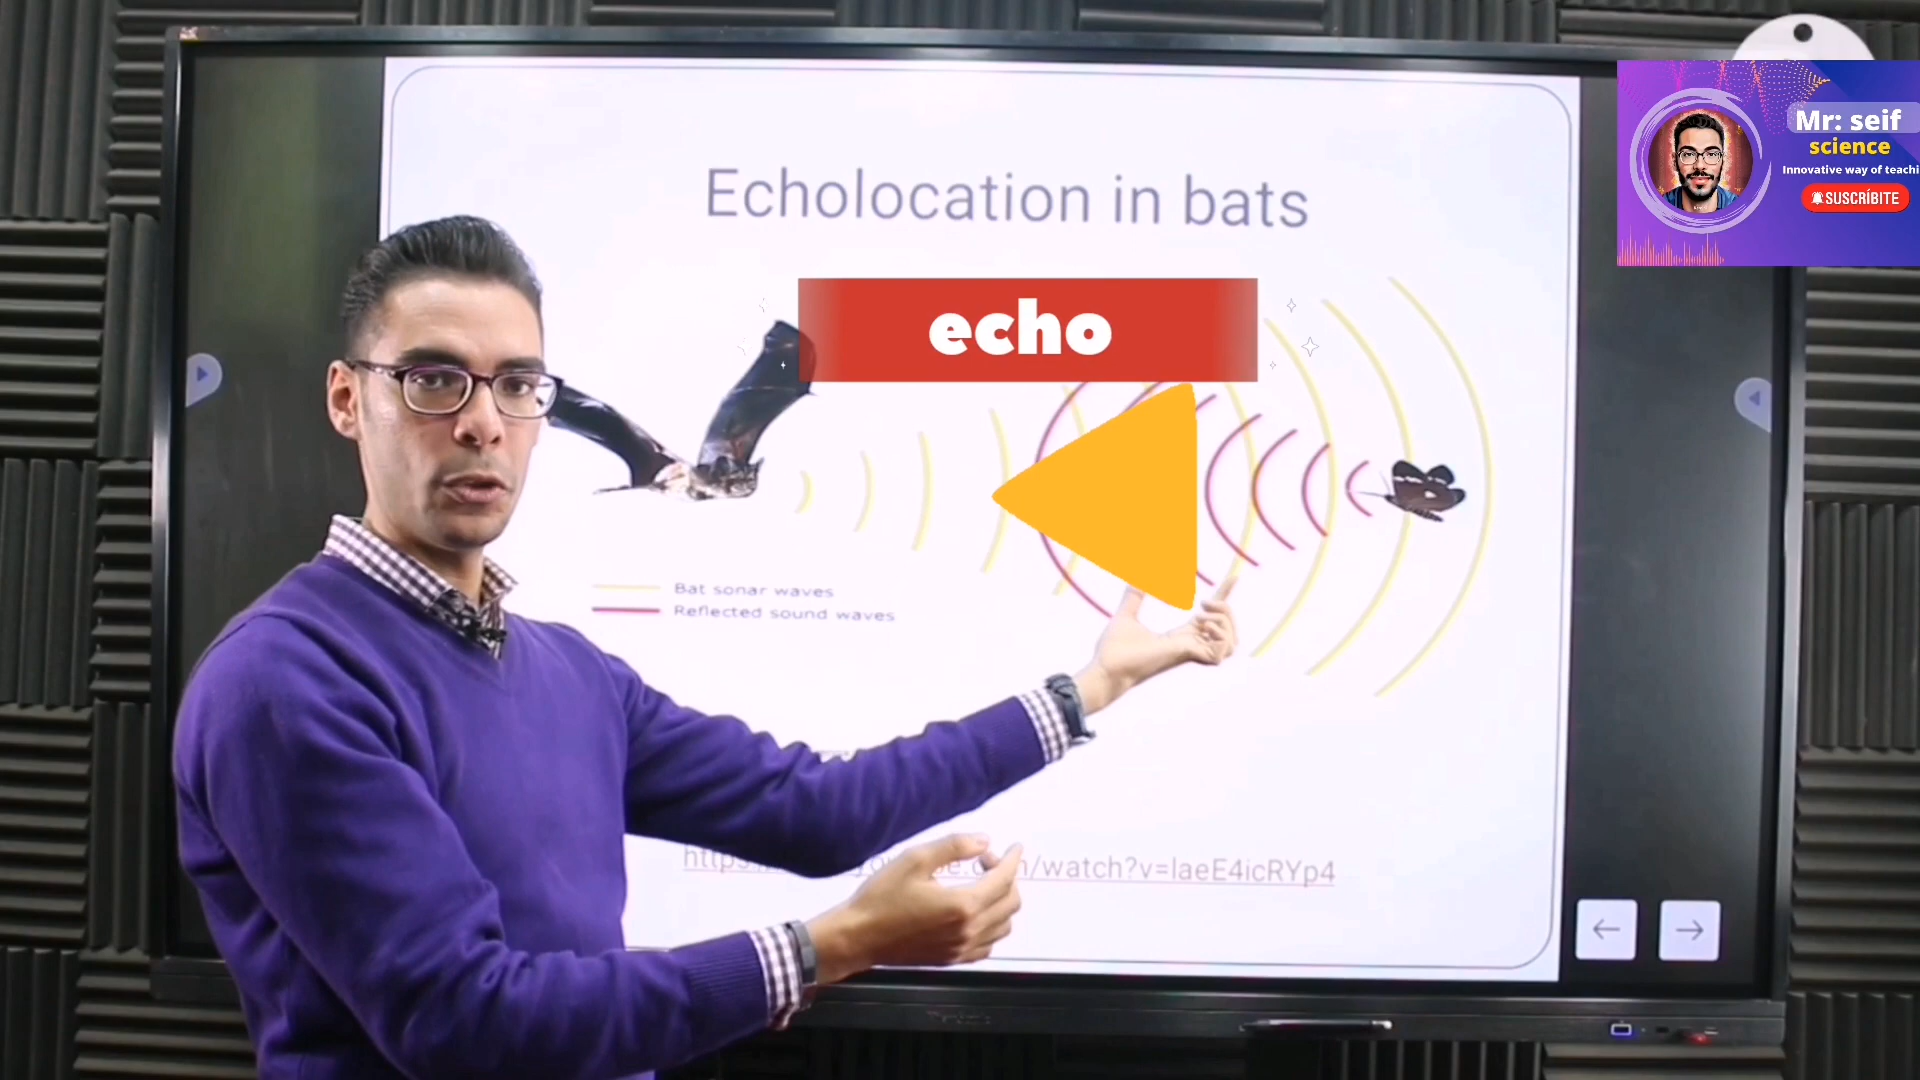 Echolocation in bats
echo
Bat sonar waves
Reflected sound waves
/watch?v=laeE4icRYp4
Mr: seif
science
Innovative way of teachi
SUSCRÍBITE